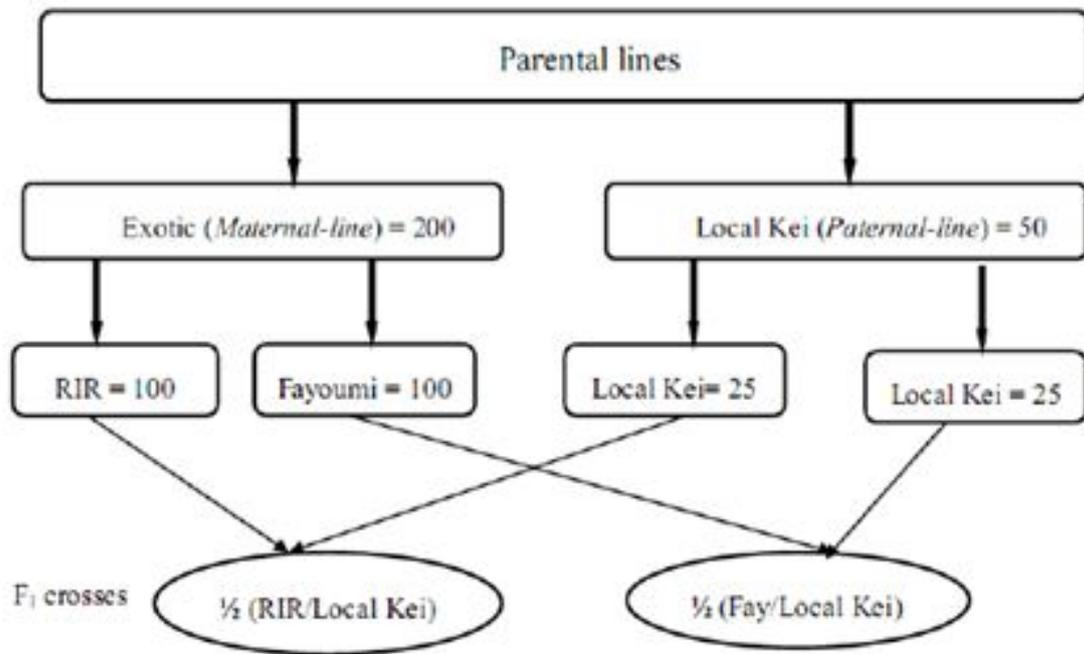 Parental lines
Exotic (Maternal-line) = 200
Local Kei (Paternal-line) = 50
RIR = 100
Fayoumi = 100
Local Kei= 25
Local Kei = 25
F₁ crosses
½ (RIR/Local Kei)
½ (Fay/Local Kei)